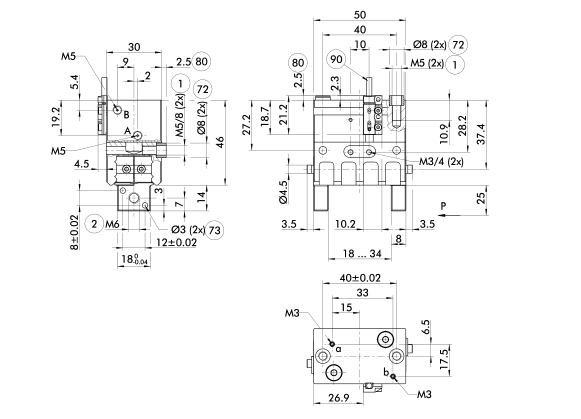 30
M5
9
2
2.5
80
5.4
19.2
B
A
M5
4.5
1
M5/8 (2x)
72
Ø8 (2x)
46
3
7
14
2
M6
8±0.02
Ø3 (2x)
73
12±0.02
18 0 -0.04
50
40
10
Ø8 (2x)
72
M5 (2x)
1
80
90
2.5
2.3
27.2
18.7
21.2
10.9
28.2
37.4
M3/4 (2x)
Ø4.5
25
3.5
10.2
3.5
P
8
18 ... 34
40±0.02
33
15
M3
a
b
6.5
17.5
M3
26.9